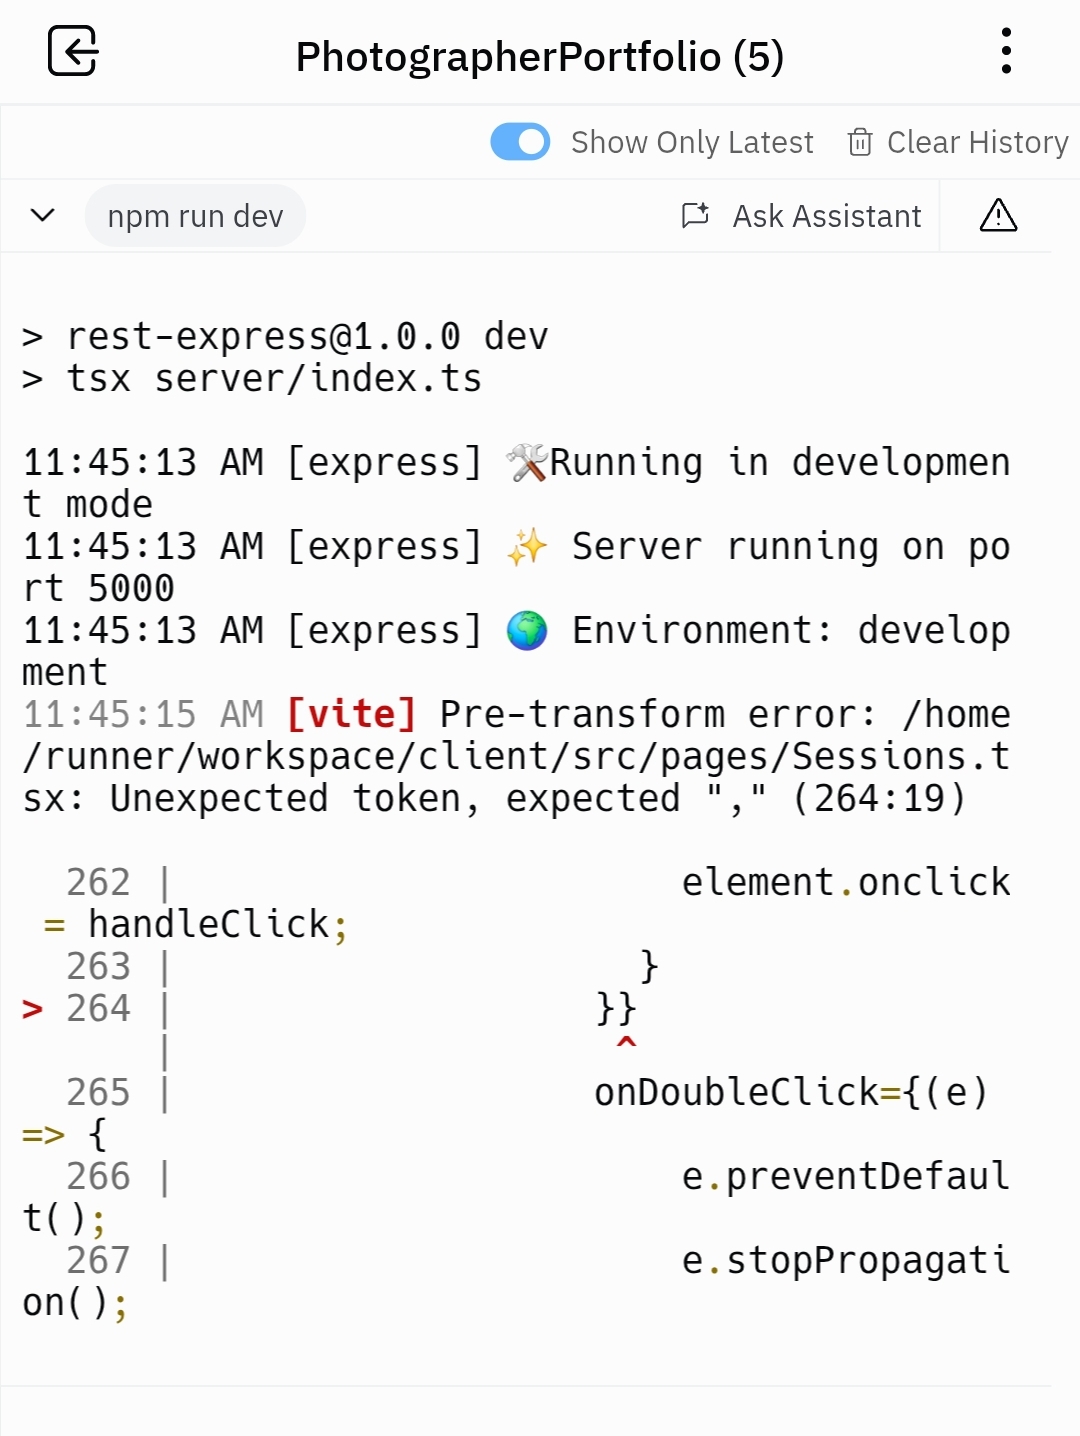 PhotographerPortfolio (5)
Show Only Latest Clear History
npm run dev Ask Assistant
> rest-express@1.0.0 dev
> tsx server/index.ts
11:45:13 AM [express] 🛠️Running in developmen
t mode
11:45:13 AM [express] ✨ Server running on po
rt 5000
11:45:13 AM [express] 🌍 Environment: develop
ment
11:45:15 AM [vite] Pre-transform error: /home
/runner/workspace/client/src/pages/Sessions.t
sx: Unexpected token, expected "," (264:19)
  262 |                       element.onclick
 = handleClick;
  263 |                     }
> 264 |                   }}
      |                    ^
  265 |                   onDoubleClick={(e)
=> {
  266 |                       e.preventDefaul
t();
  267 |                       e.stopPropagati
on();